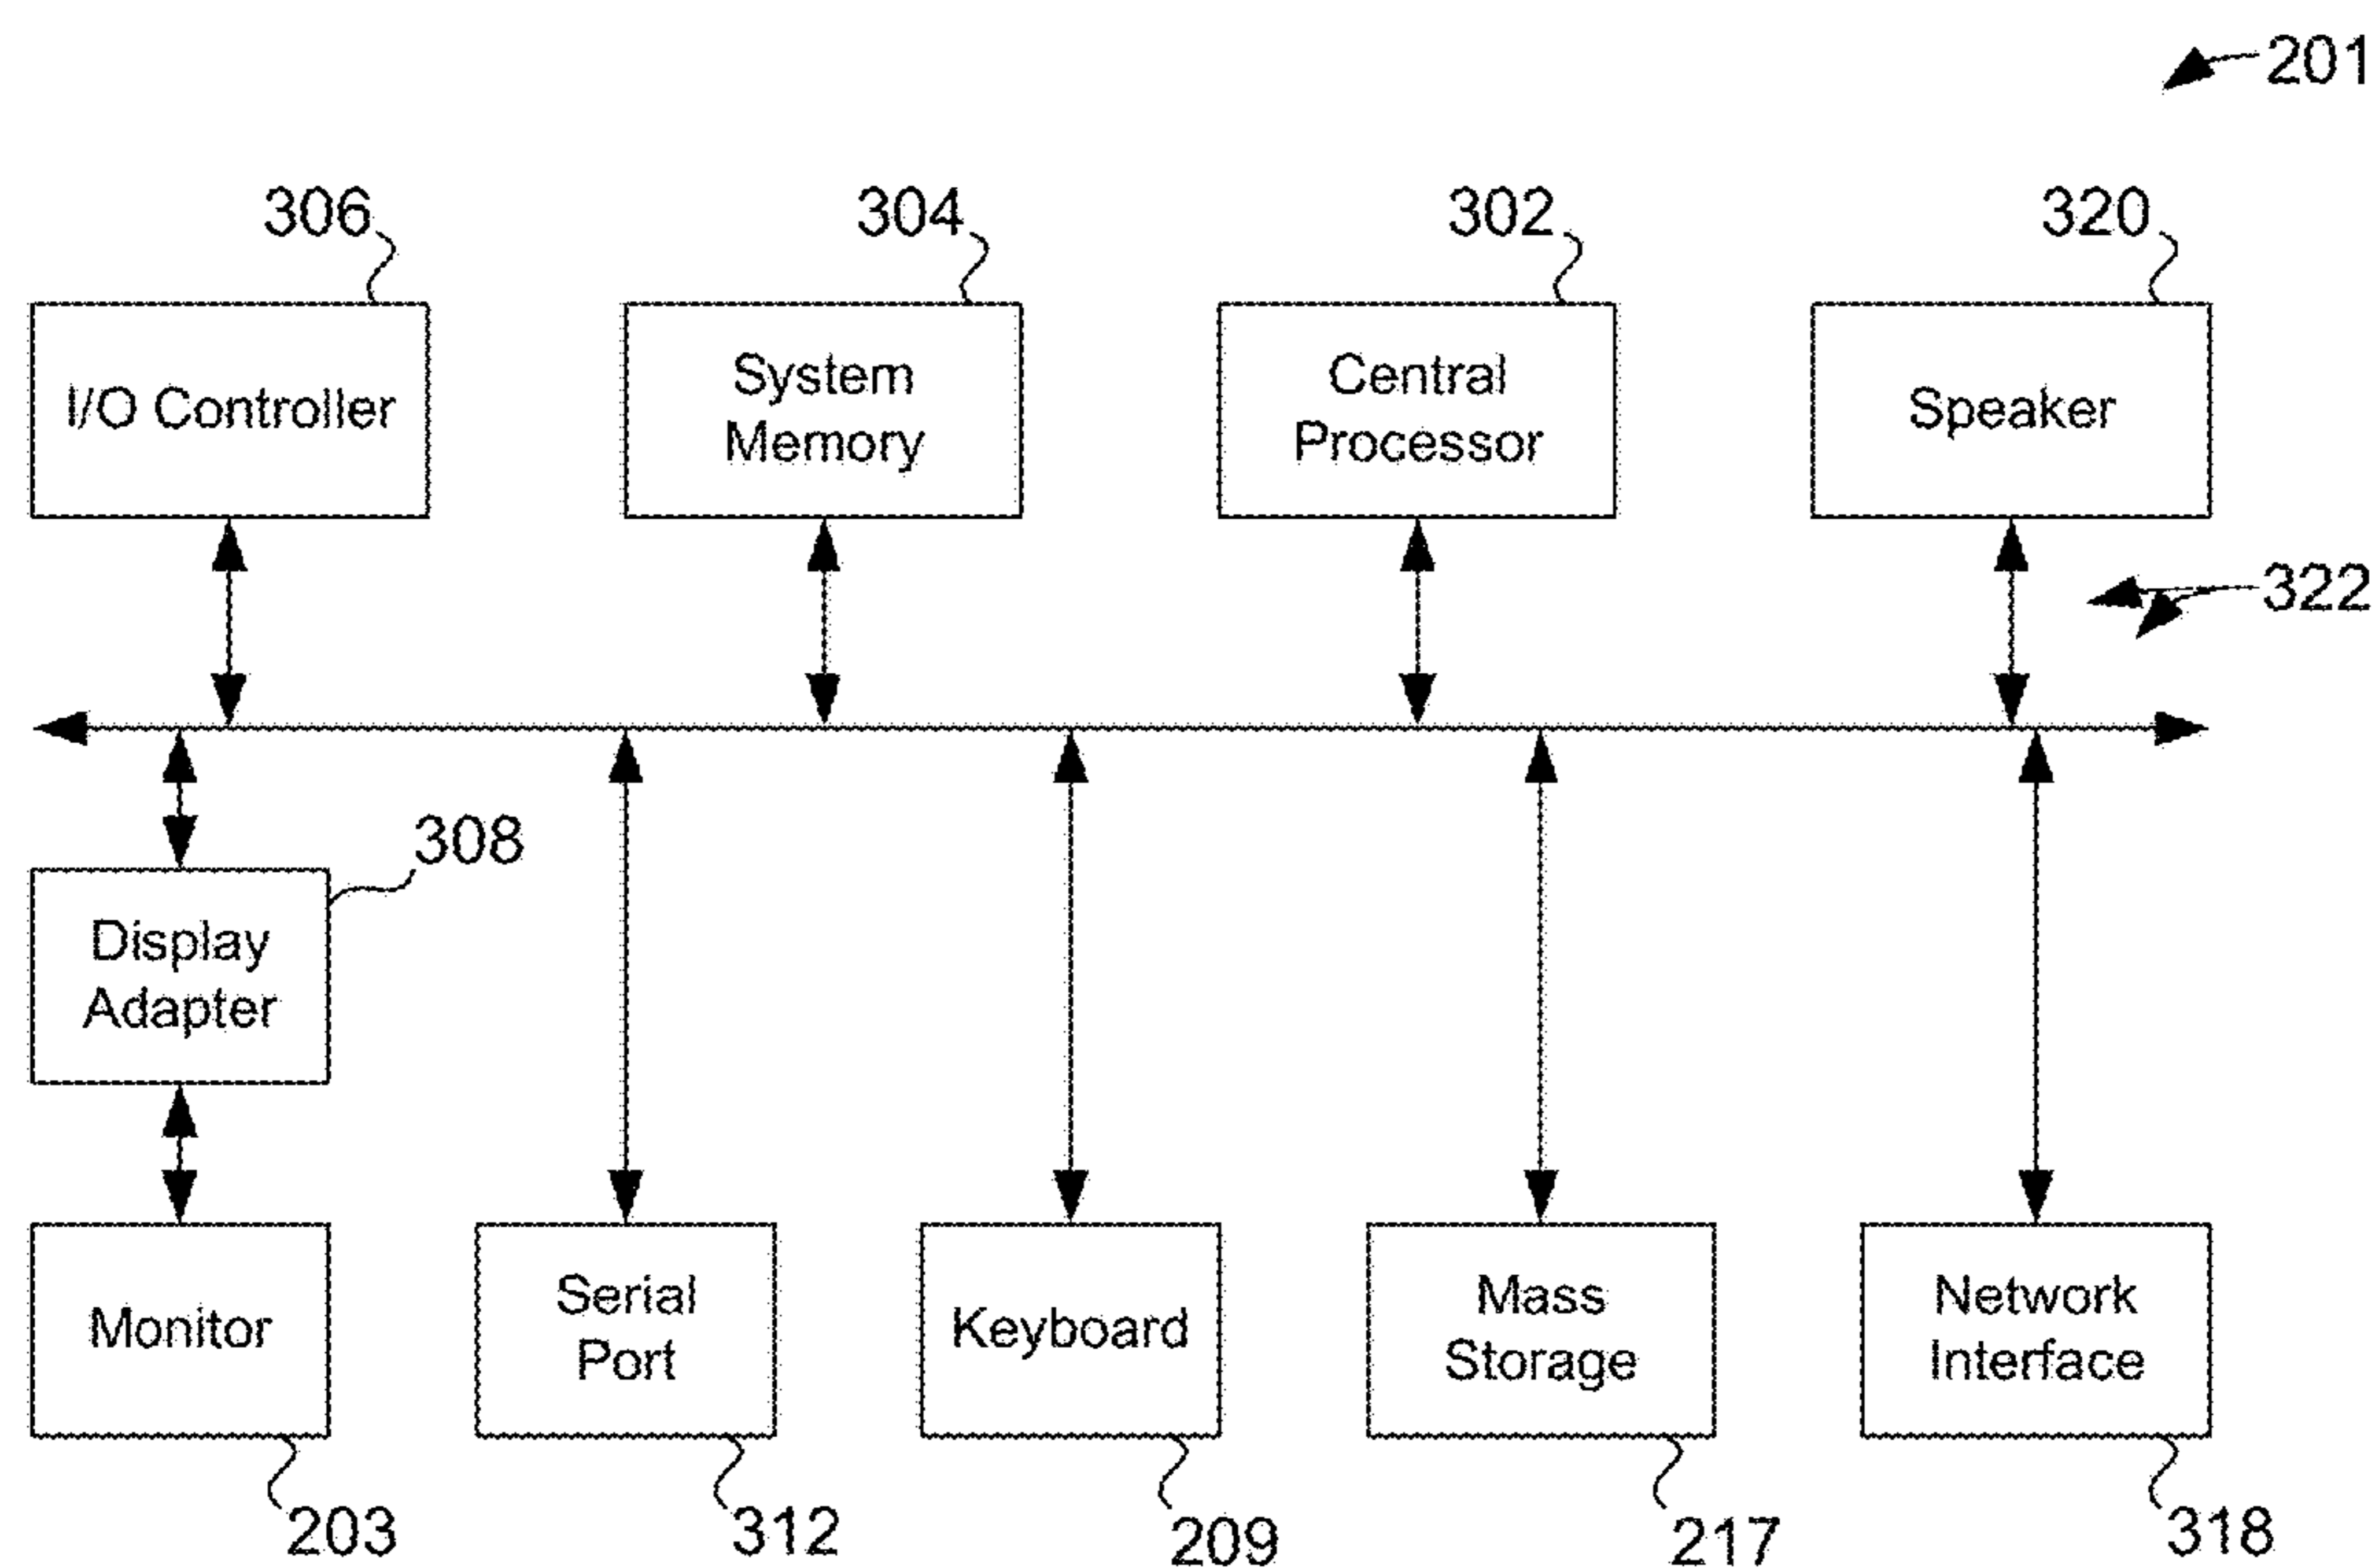 201
306
304
302
320
I/O Controller
System
Memory
Central
Processor
Speaker
322
308
Display
Adapter
Monitor
Serial
Port
Keyboard
Mass
Storage
Network
Interface
203
312
209
217
318